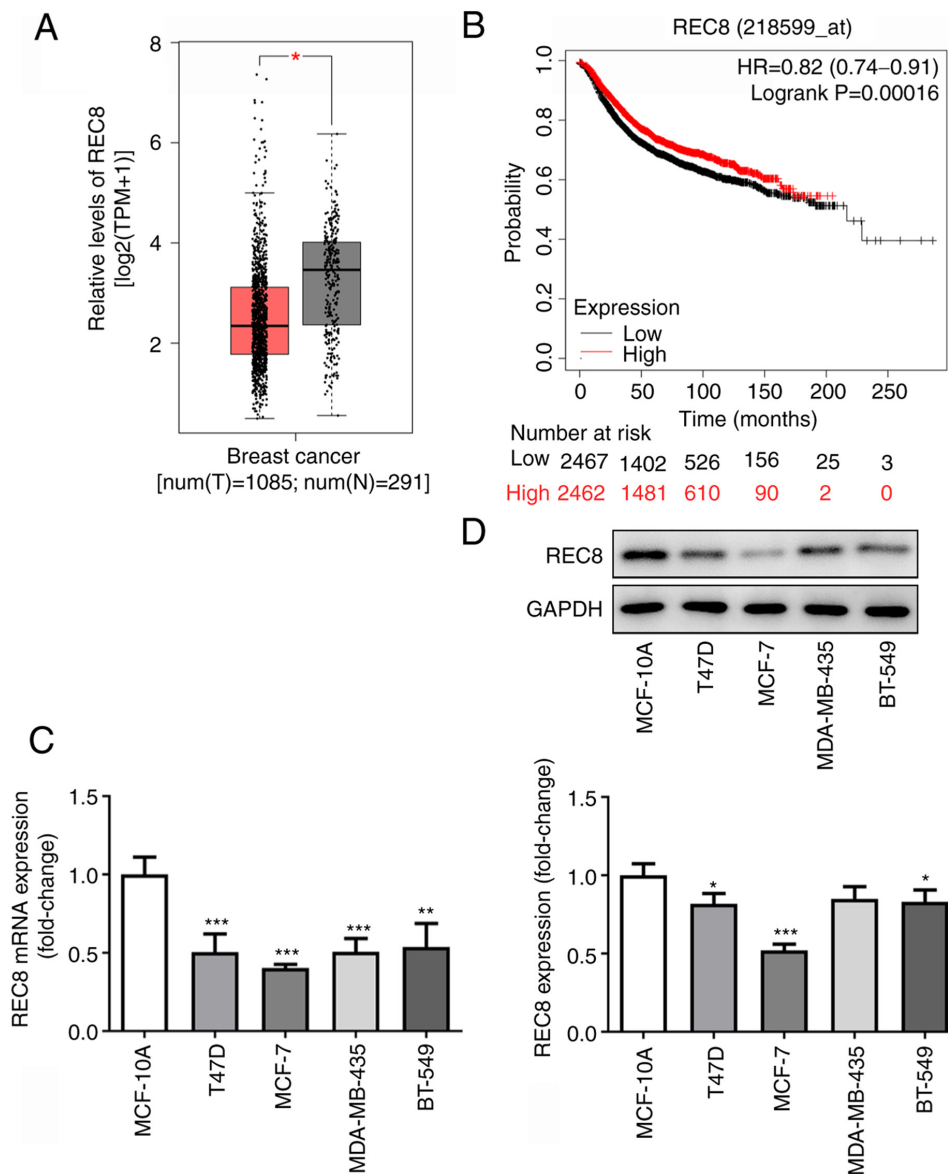 A
8
6
4
2
Relative levels of REC8
[log2(TPM+1)]
*
Breast cancer
[num(T)=1085; num(N)=291]
B
REC8 (218599_at)
HR=0.82 (0.74–0.91)
Logrank P=0.00016
1.0
0.8
0.6
0.4
0.2
0.0
Probability
Expression
Low
High
0 50 100 150 200 250
Time (months)
Number at risk
Low 2467 1402 526 156 25 3
High 2462 1481 610 90 2 0
D
REC8
GAPDH
MCF-10A
T47D
MCF-7
MDA-MB-435
BT-549
C
REC8 mRNA expression
(fold-change)
1.5
1.0
0.5
0.0
***
***
***
**
MCF-10A
T47D
MCF-7
MDA-MB-435
BT-549
REC8 expression (fold-change)
1.5
1.0
0.5
0.0
*
***
*
MCF-10A
T47D
MCF-7
MDA-MB-435
BT-549